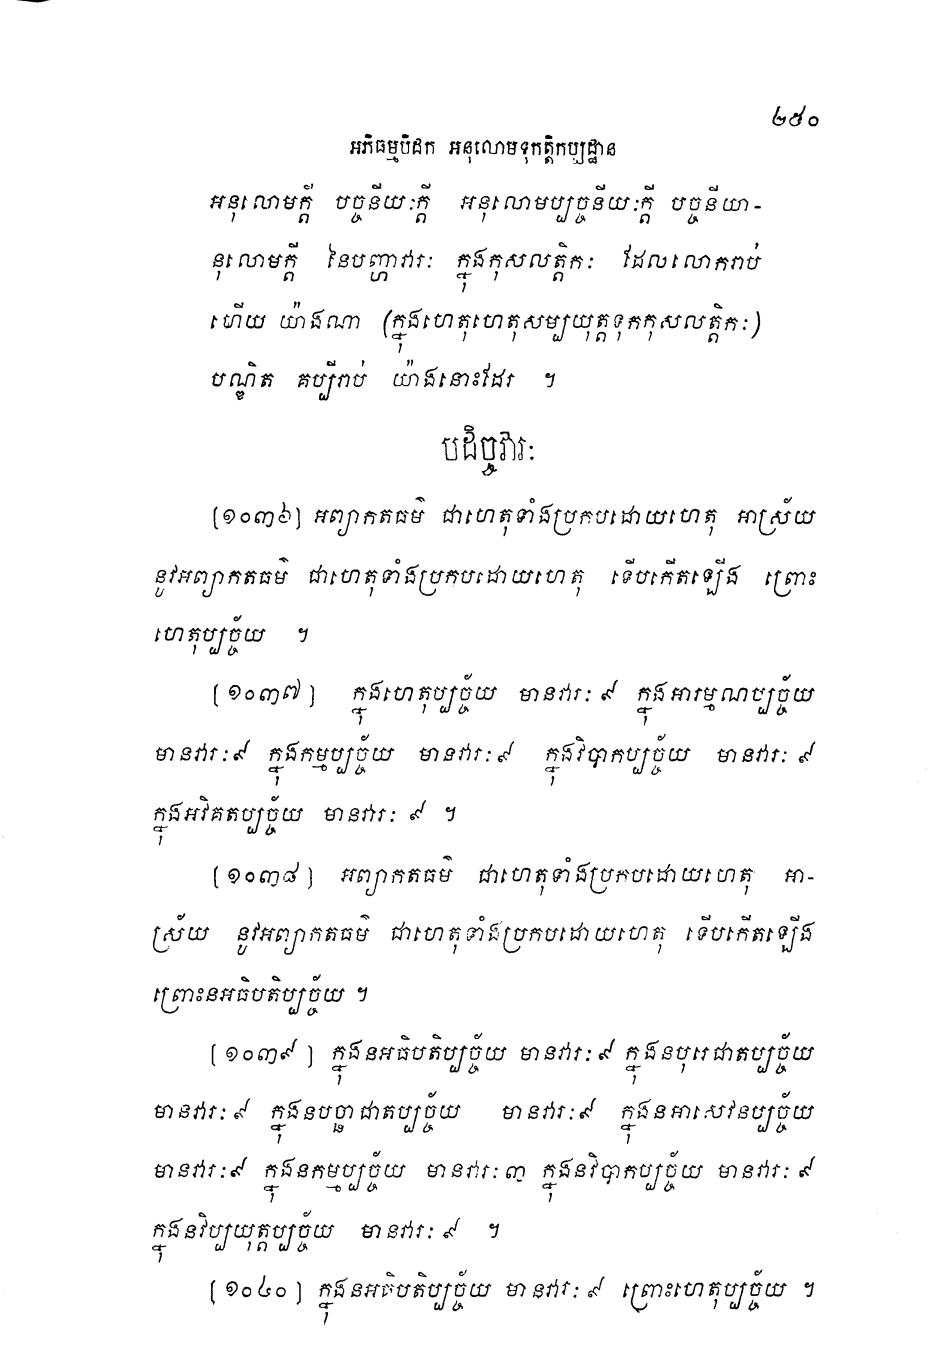 ២៥០
អភិធម្មបិដក អនុលោមទុកត្តិកប្បដ្ឋាន
អនុលោមក្តី បច្ចនីយៈក្តី អនុលោមប្បច្ចនីយៈក្តី បច្ចនីយា-
នុលោមក្តី នៃបញ្ហាវារៈ ក្នុងកុសលត្តិកៈ ដែលលោករាប់
ហើយ យ៉ាងណា (ក្នុងហេតុហេតុសម្បយុត្តទុកកុសលត្តិកៈ)
បណ្ឌិត គប្បីរាប់ យ៉ាងនោះដែរ ។
បដិច្ចវារៈ
[១០៣៦] អព្យាកតធម៌ ជាហេតុទាំងប្រកបដោយហេតុ អាស្រ័យ
នូវអព្យាកតធម៌ ជាហេតុទាំងប្រកបដោយហេតុ ទើបកើតឡើង ព្រោះ
ហេតុប្បច្ច័យ ។
[១០៣៧] ក្នុងហេតុប្បច្ច័យ មានវារៈ ៩ ក្នុងអារម្មណប្បច្ច័យ
មានវារៈ ៩ ក្នុងកម្មប្បច្ច័យ មានវារៈ ៩ ក្នុងវិបាកប្បច្ច័យ មានវារៈ ៩
ក្នុងអវិគតប្បច្ច័យ មានវារៈ ៩ ។
[១០៣៨] អព្យាកតធម៌ ជាហេតុទាំងប្រកបដោយហេតុ អា-
ស្រ័យ នូវអព្យាកតធម៌ ជាហេតុទាំងប្រកបដោយហេតុ ទើបកើតឡើង
ព្រោះនអធិបតិប្បច្ច័យ ។
[១០៣៩] ក្នុងនអធិបតិប្បច្ច័យ មានវារៈ ៩ ក្នុងនបុរេជាតប្បច្ច័យ
មានវារៈ ៩ ក្នុងនបច្ឆាជាតប្បច្ច័យ មានវារៈ ៩ ក្នុងនអាសេវនប្បច្ច័យ
មានវារៈ ៩ ក្នុងនកម្មប្បច្ច័យ មានវារៈ ៣ ក្នុងនវិបាកប្បច្ច័យ មានវារៈ ៩
ក្នុងនវិប្បយុត្តប្បច្ច័យ មានវារៈ ៩ ។
[១០៤០] ក្នុងនអធិបតិប្បច្ច័យ មានវារៈ ៩ ព្រោះហេតុប្បច្ច័យ ។